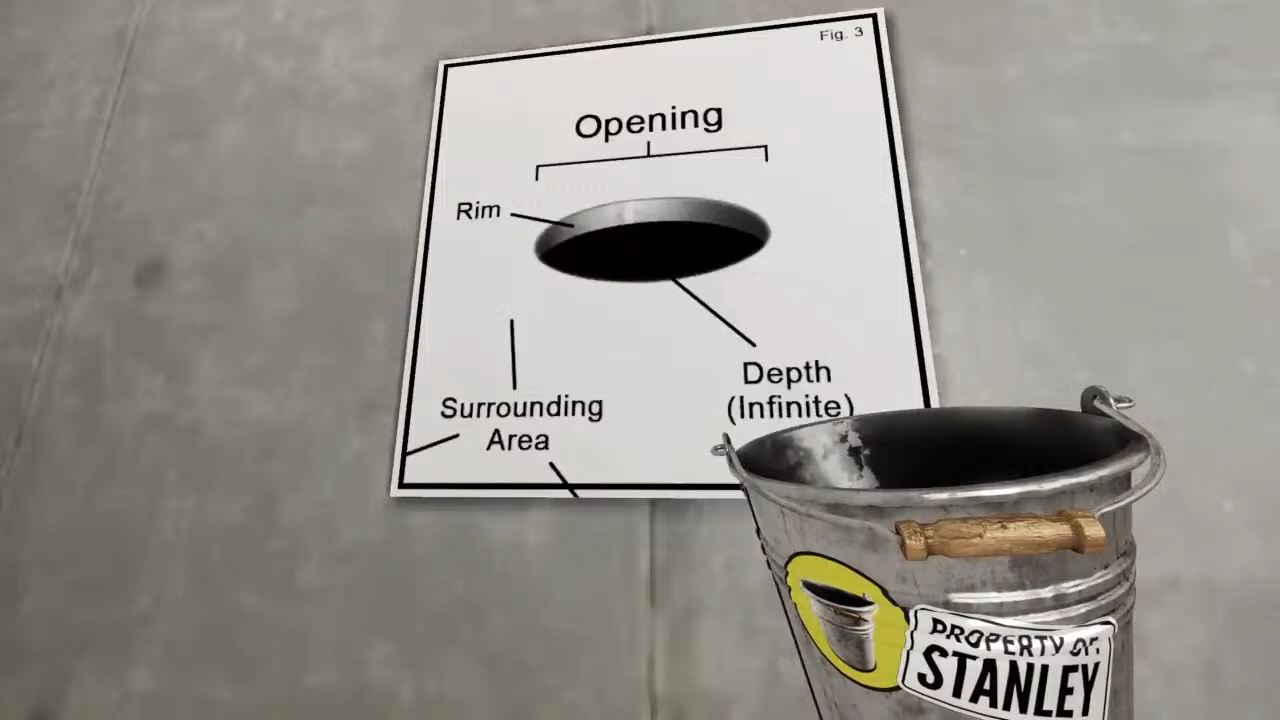 Fig. 3
Opening
Rim
Surrounding
Area
Depth
(Infinite)
PROPERTY OF:
STANLEY